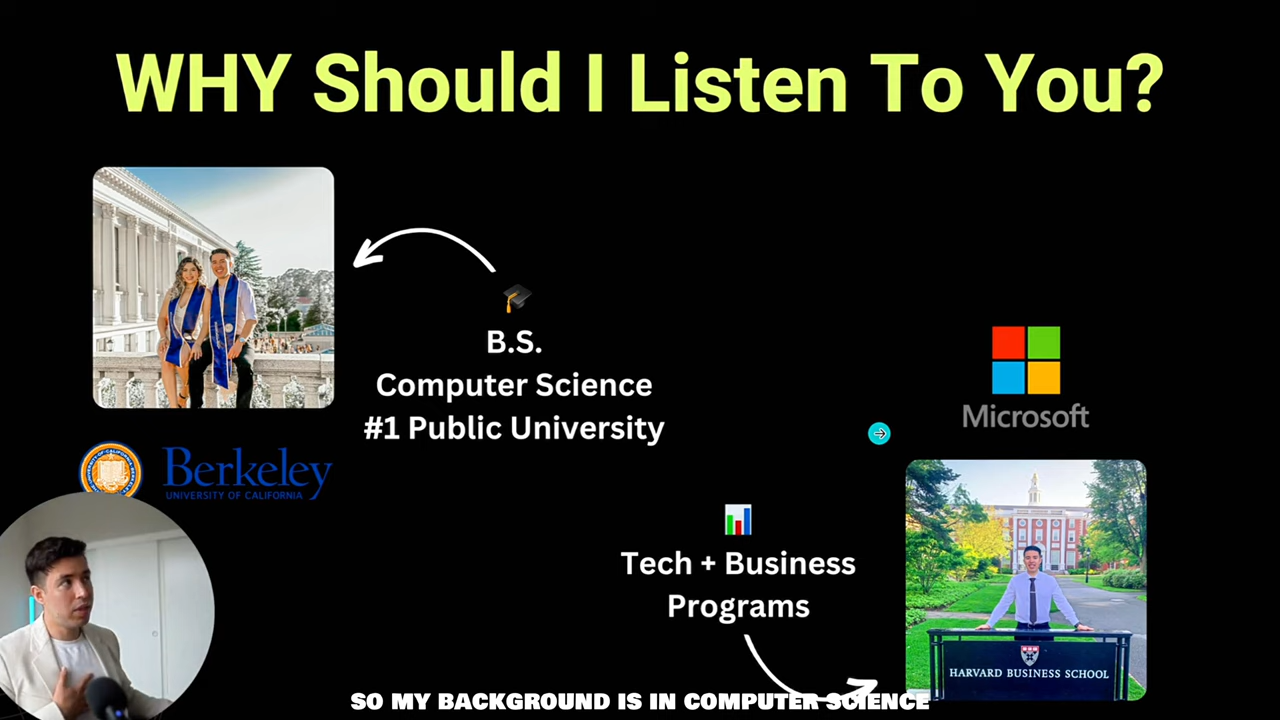 WHY Should I Listen To You?
B.S.
Computer Science
#1 Public University
Microsoft
Berkeley
UNIVERSITY OF CALIFORNIA
Tech + Business
Programs
HARVARD BUSINESS SCHOOL
SO MY BACKGROUND IS IN COMPUTER SCIENCE